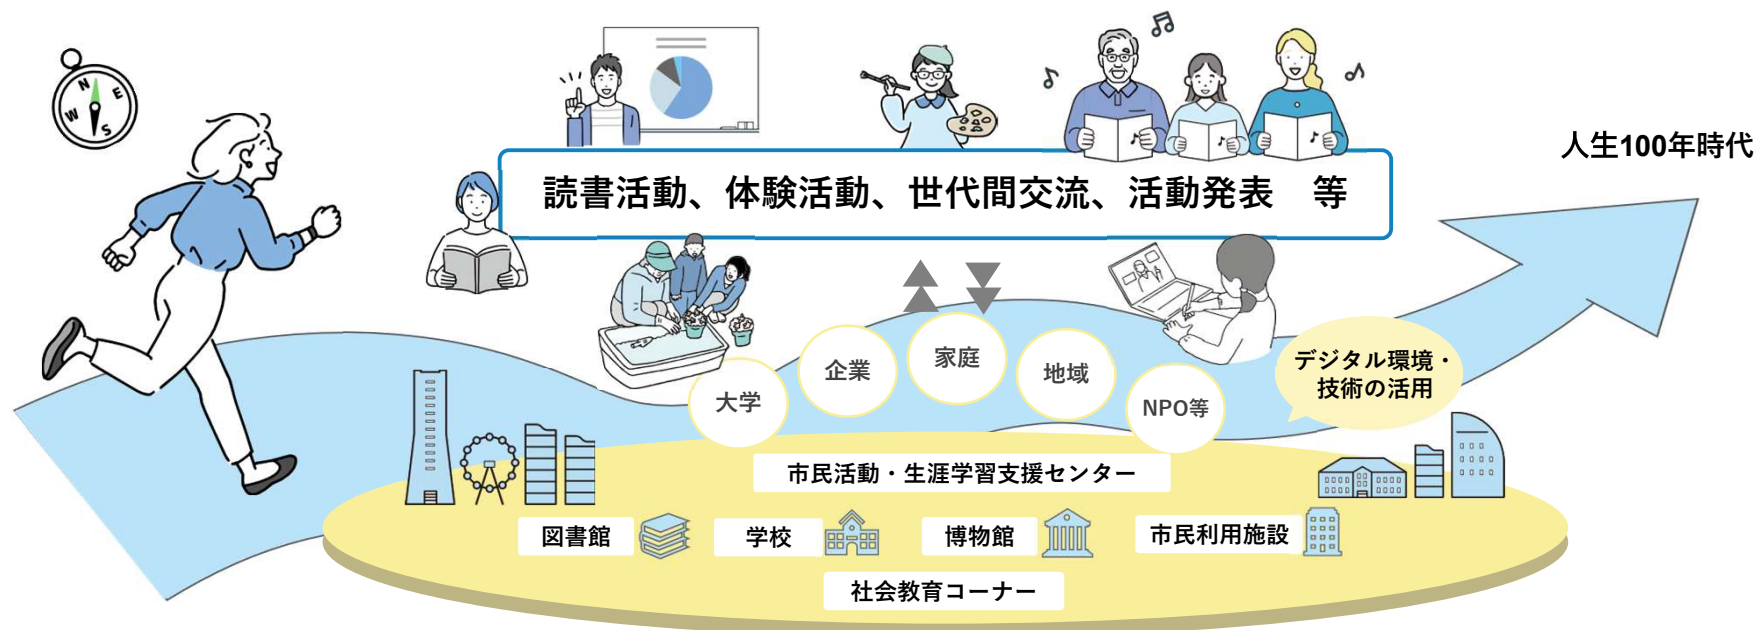 N
E
W
S
人生100年時代
読書活動、体験活動、世代間交流、活動発表　等
大学
企業
家庭
地域
NPO等
デジタル環境・
技術の活用
市民活動・生涯学習支援センター
図書館
学校
博物館
市民利用施設
社会教育コーナー